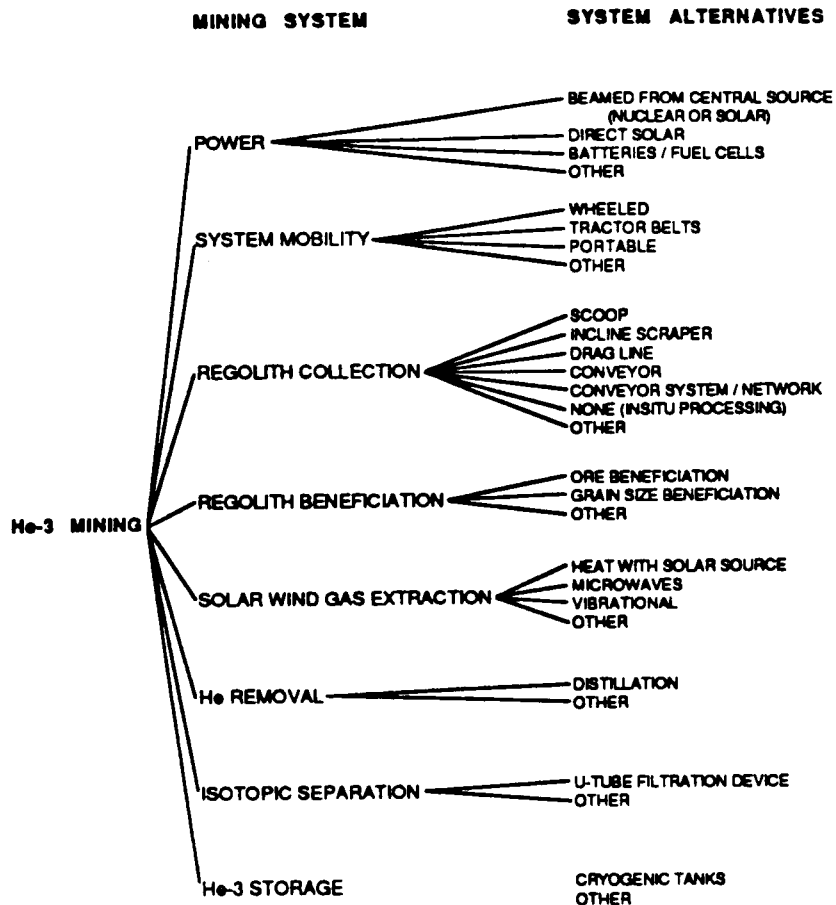 MINING SYSTEM
SYSTEM ALTERNATIVES
POWER
BEAMED FROM CENTRAL SOURCE
(NUCLEAR OR SOLAR)
DIRECT SOLAR
BATTERIES / FUEL CELLS
OTHER
SYSTEM MOBILITY
WHEELED
TRACTOR BELTS
PORTABLE
OTHER
REGOLITH COLLECTION
SCOOP
INCLINE SCRAPER
DRAG LINE
CONVEYOR
CONVEYOR SYSTEM / NETWORK
NONE (INSITU PROCESSING)
OTHER
He-3 MINING
REGOLITH BENEFICIATION
ORE BENEFICIATION
GRAIN SIZE BENEFICIATION
OTHER
SOLAR WIND GAS EXTRACTION
HEAT WITH SOLAR SOURCE
MICROWAVES
VIBRATIONAL
OTHER
He REMOVAL
DISTILLATION
OTHER
ISOTOPIC SEPARATION
U-TUBE FILTRATION DEVICE
OTHER
He-3 STORAGE
CRYOGENIC TANKS
OTHER